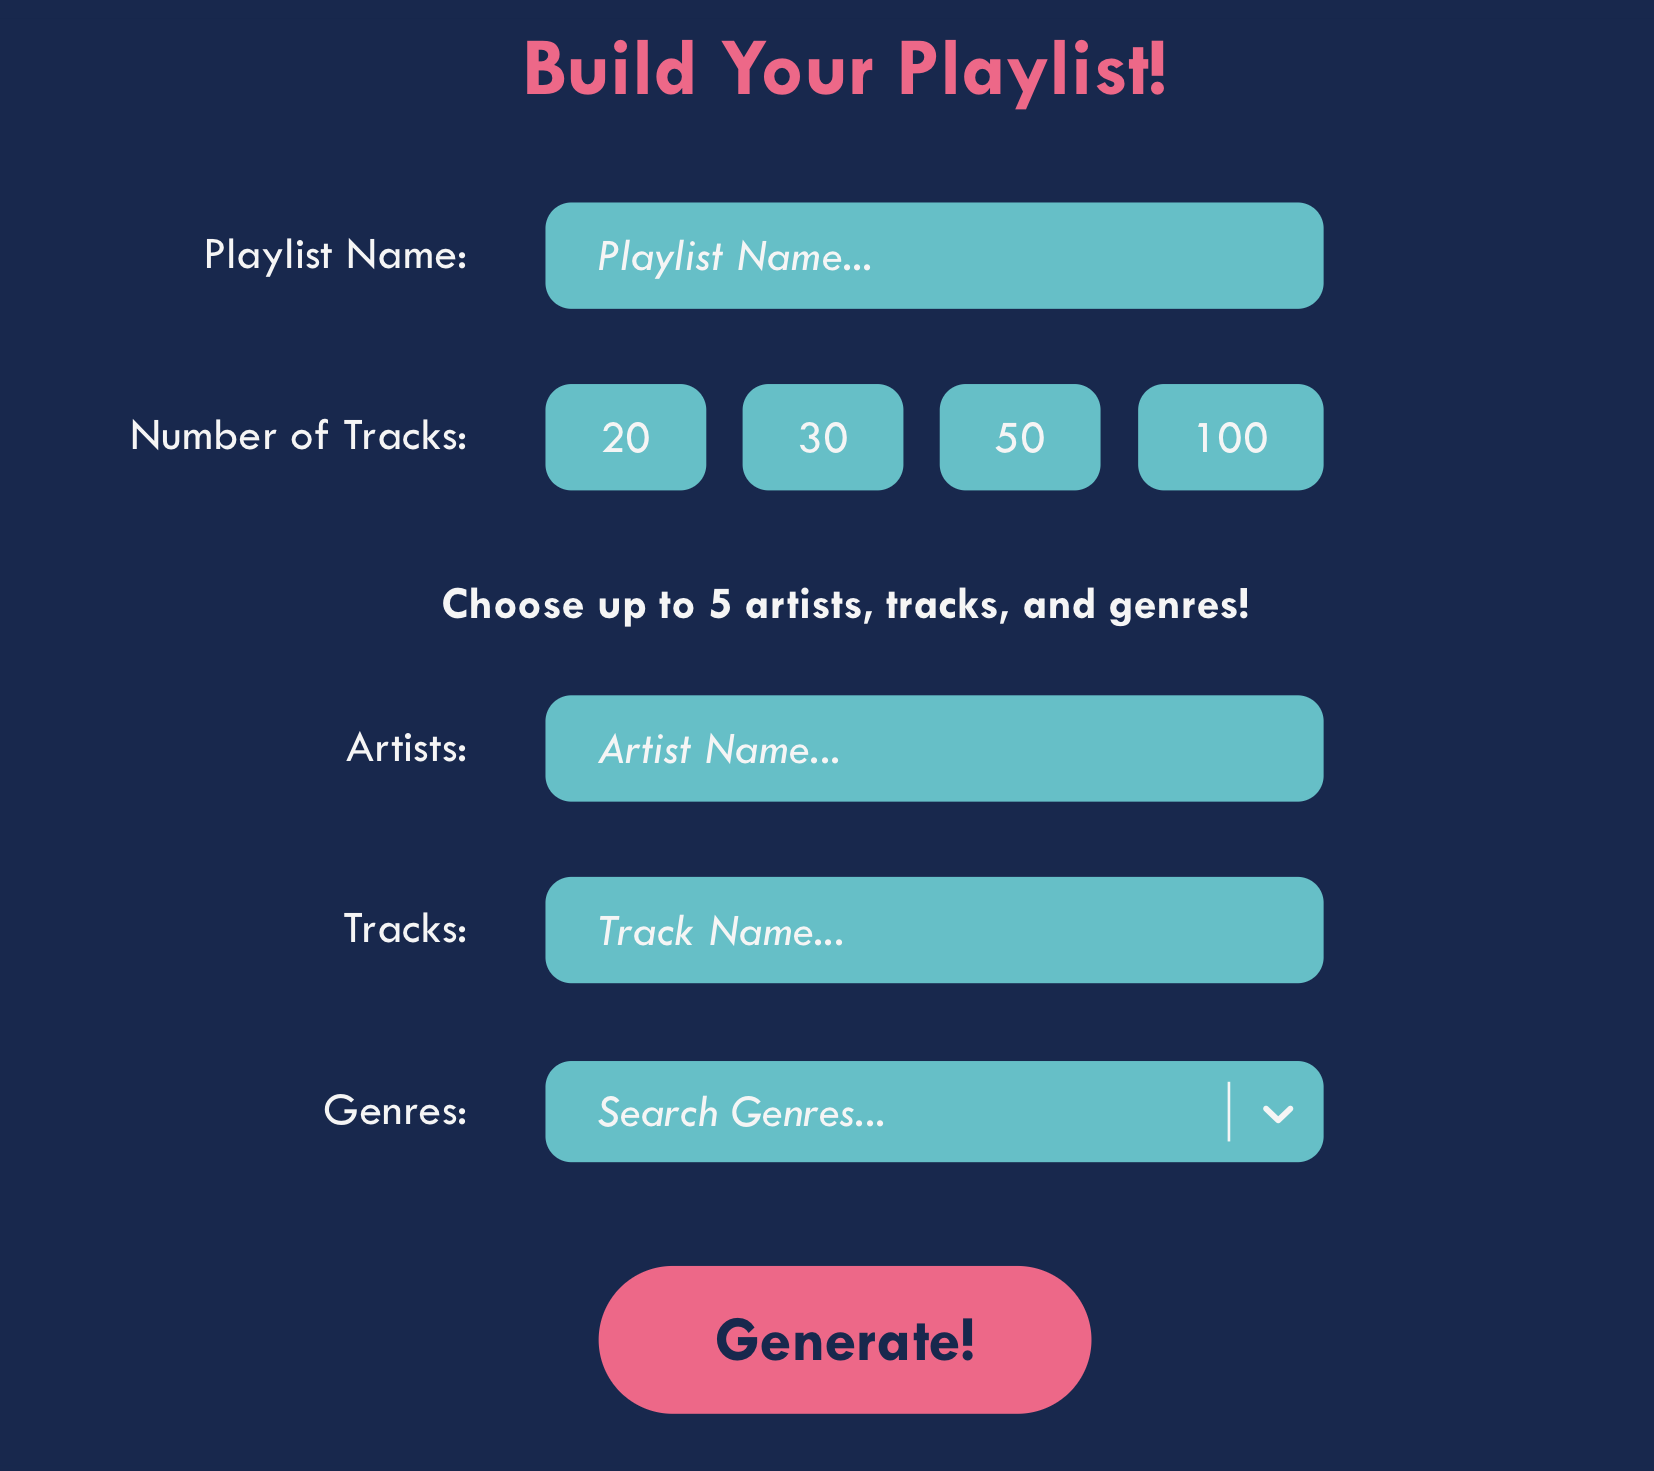 Build Your Playlist!
Playlist Name: Playlist Name...
Number of Tracks: 20 30 50 100
Choose up to 5 artists, tracks, and genres!
Artists: Artist Name...
Tracks: Track Name...
Genres: Search Genres...
Generate!